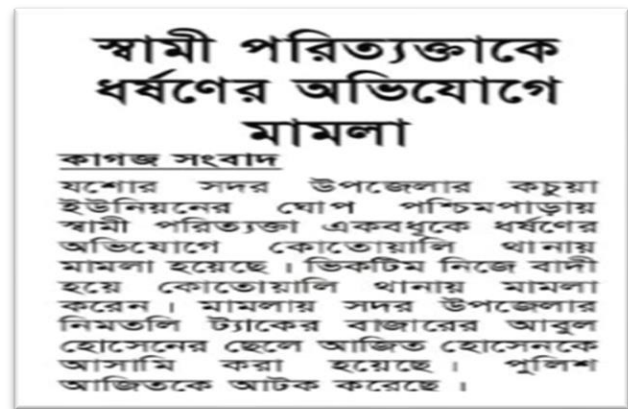 স্বামী পরিত্যক্তাকে
ধর্ষণের অভিযোগে
মামলা
কাগজ সংবাদ
যশোর সদর উপজেলার কচুয়া
ইউনিয়নের ঘোপ পশ্চিমপাড়ায়
স্বামী পরিত্যক্তা একবধুকে ধর্ষণের
অভিযোগে কোতোয়ালি থানায়
মামলা হয়েছে। ভিকটিম নিজে বাদী
হয়ে কোতোয়ালি থানায় মামলা
করেন। মামলায় সদর উপজেলার
নিমতলি ট্যাকের বাজারের আবুল
হোসেনের ছেলে আজিত হোসেনকে
আসামি করা হয়েছে। পুলিশ
আজিতকে আটক করেছে।